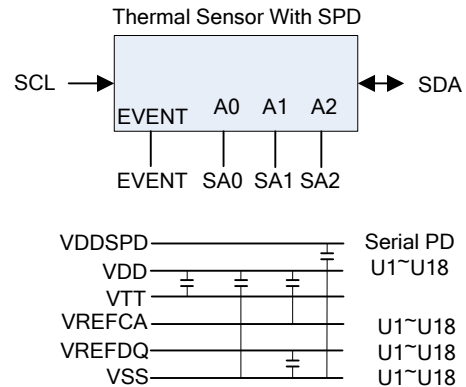 Thermal Sensor With SPD
SCL
SDA
EVENT A0 A1 A2
EVENT SA0 SA1 SA2
VDDSPD Serial PD
VDD U1~U18
VTT
VREFCA U1~U18
VREFDQ U1~U18
VSS U1~U18